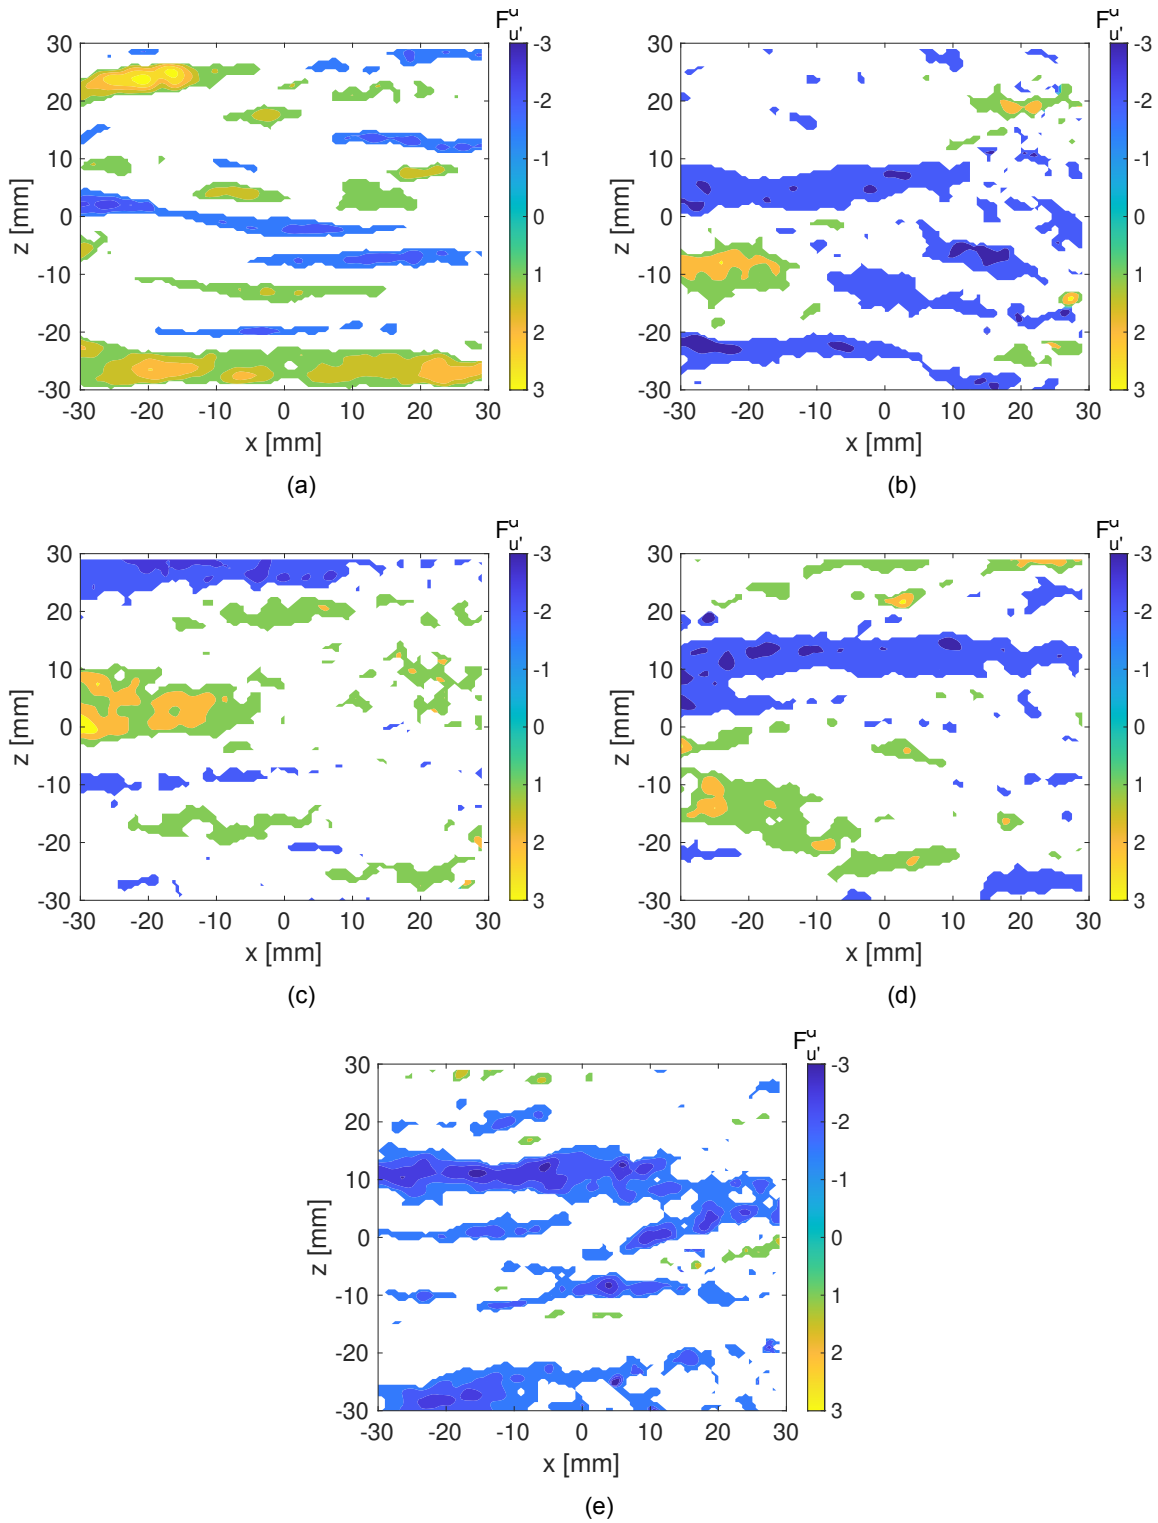 F^u_u' F^u_u'
30 -3 30 -3
20 -2 20 -2
10 -1 10 -1
z [mm] 0 0 z [mm] 0 0
-10 1 -10 1
-20 2 -20 2
-30 3 -30 3
-30 -20 -10 0 10 20 30 -30 -20 -10 0 10 20 30
x [mm] x [mm]
(a) (b)
F^u_u' F^u_u'
30 -3 30 -3
20 -2 20 -2
10 -1 10 -1
z [mm] 0 0 z [mm] 0 0
-10 1 -10 1
-20 2 -20 2
-30 3 -30 3
-30 -20 -10 0 10 20 30 -30 -20 -10 0 10 20 30
x [mm] x [mm]
(c) (d)
F^u_u'
30 -3
20 -2
10 -1
z [mm] 0 0
-10 1
-20 2
-30 3
-30 -20 -10 0 10 20 30
x [mm]
(e)